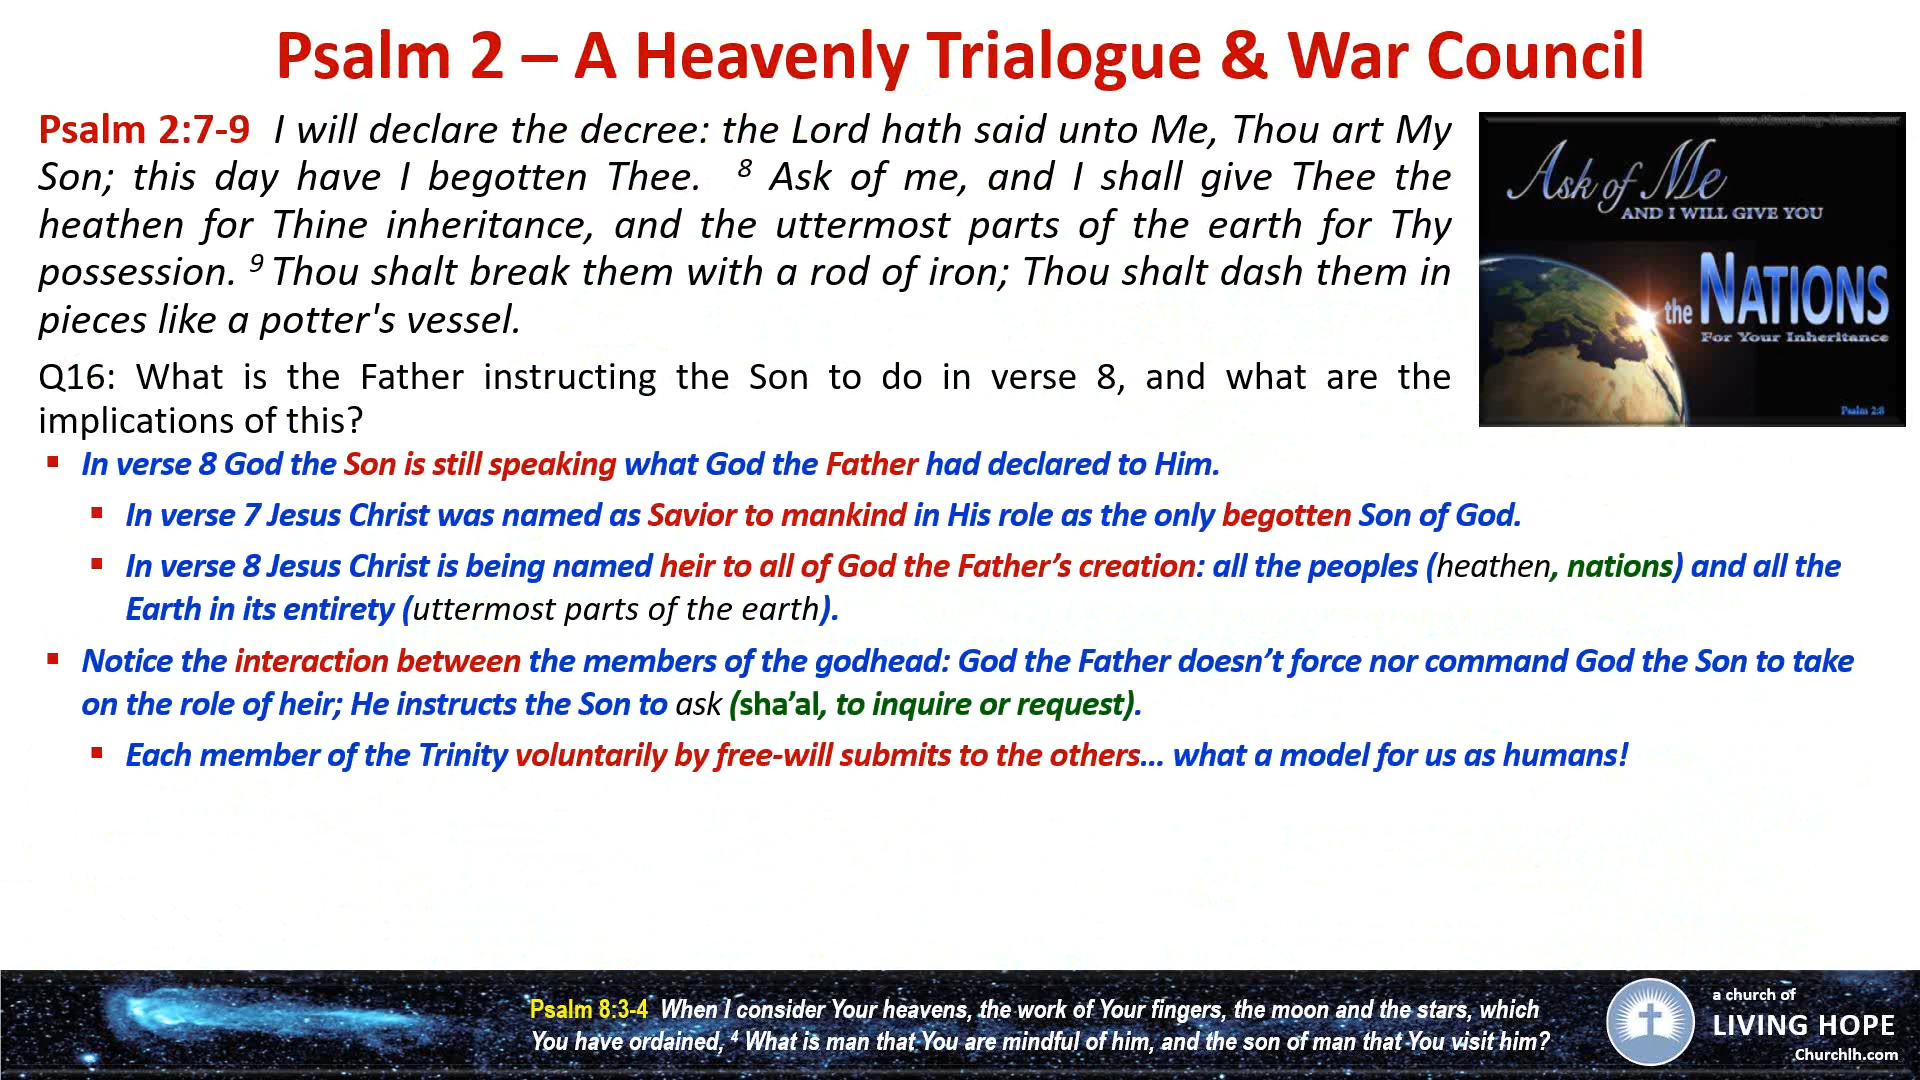 Psalm 2 – A Heavenly Trialogue & War Council
Psalm 2:7-9 I will declare the decree: the Lord hath said unto Me, Thou art My
Son; this day have I begotten Thee. 8 Ask of me, and I shall give Thee the
heathen for Thine inheritance, and the uttermost parts of the earth for Thy
possession. 9 Thou shalt break them with a rod of iron; Thou shalt dash them in
pieces like a potter's vessel.
www.Knowing-Jesus.com
Ask of Me
AND I WILL GIVE YOU
the NATIONS
For Your Inheritance
Psalm 2:8
Q16: What is the Father instructing the Son to do in verse 8, and what are the
implications of this?
▪ In verse 8 God the Son is still speaking what God the Father had declared to Him.
▪ In verse 7 Jesus Christ was named as Savior to mankind in His role as the only begotten Son of God.
▪ In verse 8 Jesus Christ is being named heir to all of God the Father’s creation: all the peoples (heathen, nations) and all the
Earth in its entirety (uttermost parts of the earth).
▪ Notice the interaction between the members of the godhead: God the Father doesn’t force nor command God the Son to take
on the role of heir; He instructs the Son to ask (sha’al, to inquire or request).
▪ Each member of the Trinity voluntarily by free-will submits to the others... what a model for us as humans!
Psalm 8:3-4 When I consider Your heavens, the work of Your fingers, the moon and the stars, which
You have ordained, 4 What is man that You are mindful of him, and the son of man that You visit him?
a church of
LIVING HOPE
Churchlh.com